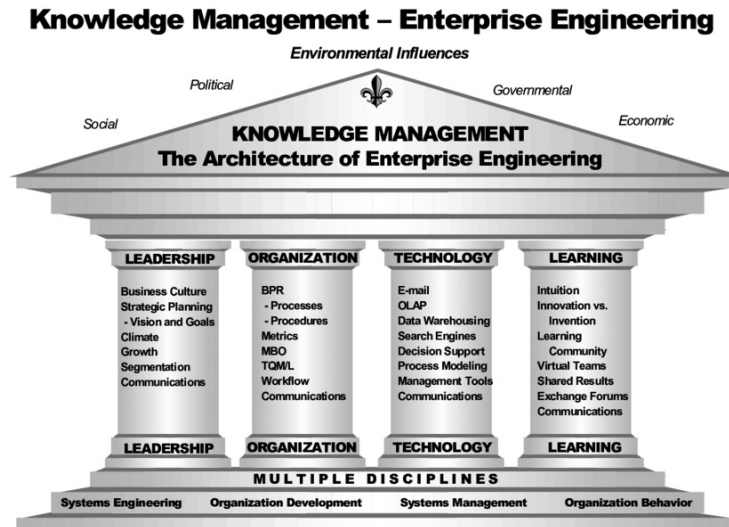 Knowledge Management – Enterprise Engineering
Environmental Influences
Political
Governmental
Social
Economic
KNOWLEDGE MANAGEMENT
The Architecture of Enterprise Engineering
LEADERSHIP
Business Culture
Strategic Planning
- Vision and Goals
Climate
Growth
Segmentation
Communications
LEADERSHIP
ORGANIZATION
BPR
- Processes
- Procedures
Metrics
MBO
TQM/L
Workflow
Communications
ORGANIZATION
TECHNOLOGY
E-mail
OLAP
Data Warehousing
Search Engines
Decision Support
Process Modeling
Management Tools
Communications
TECHNOLOGY
LEARNING
Intuition
Innovation vs.
Invention
Learning
Community
Virtual Teams
Shared Results
Exchange Forums
Communications
LEARNING
MULTIPLE DISCIPLINES
Systems Engineering Organization Development Systems Management Organization Behavior